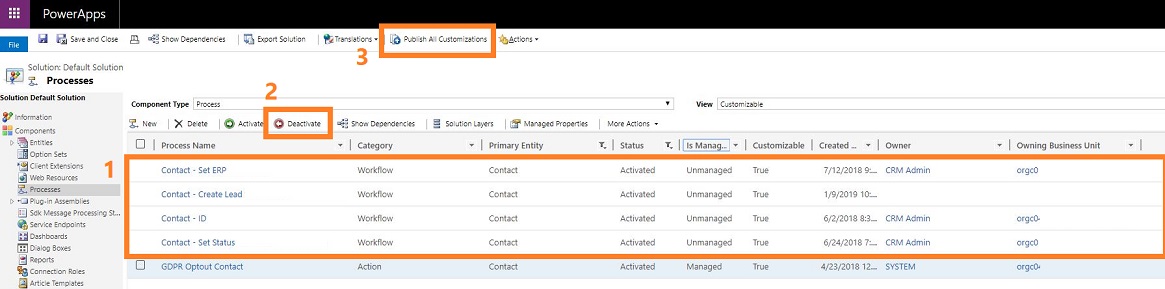 PowerApps
File
Save and Close
Show Dependencies
Export Solution
Translations
Publish All Customizations
Actions
3
Solution: Default Solution
Processes
Solution Default Solution
Information
Components
Entities
Option Sets
Client Extensions
Web Resources
Processes
Plug-in Assemblies
Sdk Message Processing St...
Service Endpoints
Dashboards
Dialog Boxes
Reports
Connection Roles
Article Templates
2
Component Type Process
View Customizable
New Delete Activate Deactivate Show Dependencies Solution Layers Managed Properties More Actions
Process Name Category Primary Entity Status Is Manag... Customizable Created ... Owner Owning Business Unit
1
Contact - Set ERP Workflow Contact Activated Unmanaged True 7/12/2018 9:... CRM Admin orgc0
Contact - Create Lead Workflow Contact Activated Unmanaged True 1/9/2019 10:...
Contact - ID Workflow Contact Activated Unmanaged True 6/2/2018 8:3... CRM Admin orgc04
Contact - Set Status Workflow Contact Activated Unmanaged True 6/24/2018 7:... CRM Admin orgc0
GDPR Optout Contact Action Contact Activated Managed True 4/23/2018 12... SYSTEM orgc04